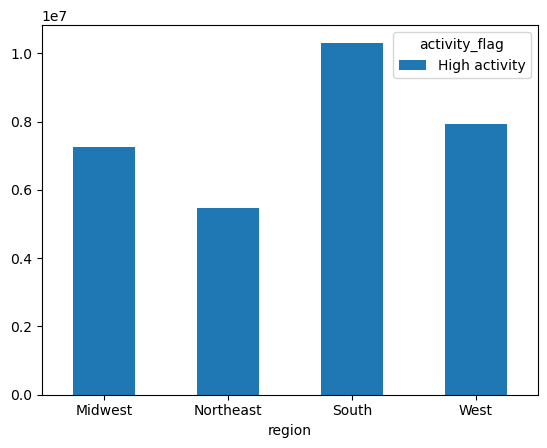 1e7
1.0
0.8
0.6
0.4
0.2
0.0
activity_flag
High activity
Midwest Northeast South West
region